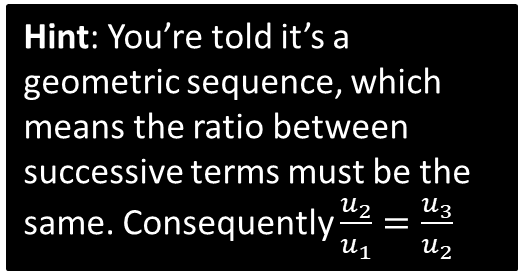 Hint: You’re told it’s a
geometric sequence, which
means the ratio between
successive terms must be the
same. Consequently u₂/u₁ = u₃/u₂